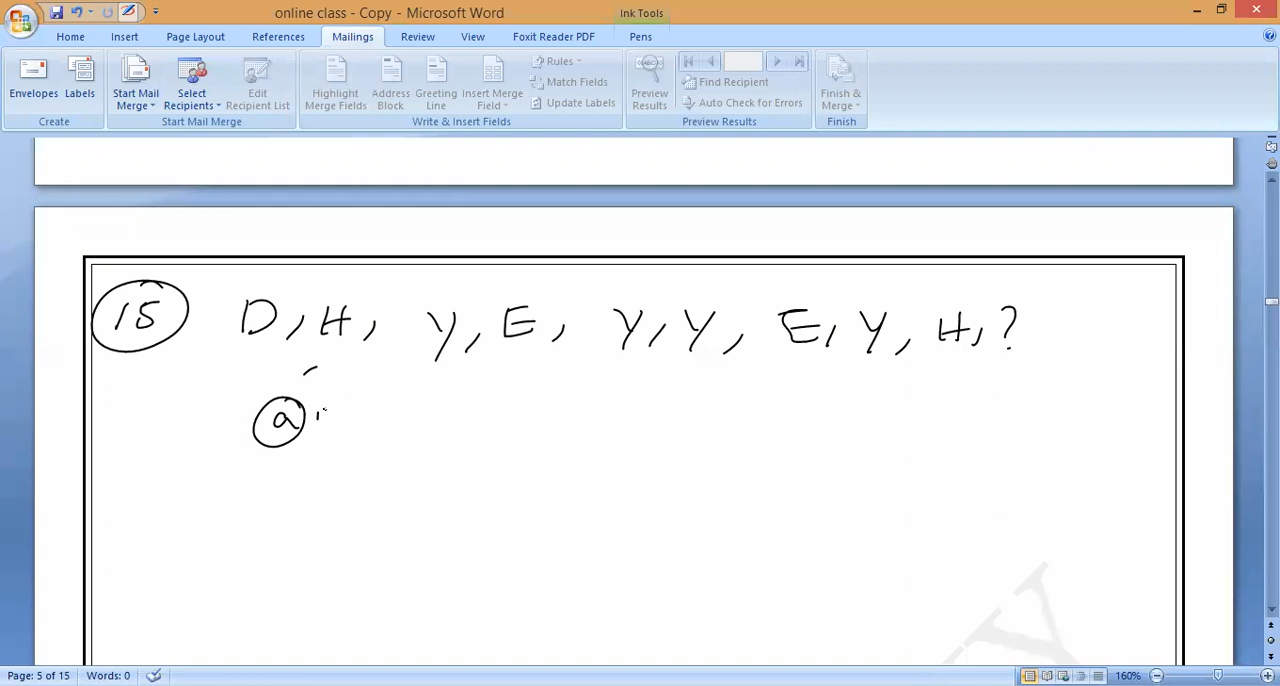 online class - Copy - Microsoft Word
Ink Tools
Home Insert Page Layout References Mailings Review View Foxit Reader PDF Pens
Envelopes Labels
Start Mail Merge Select Recipients Edit Recipient List
Highlight Merge Fields Address Block Greeting Line Insert Merge Field
Rules
Match Fields
Update Labels
ABC
Preview Results
Find Recipient
Auto Check for Errors
Finish & Merge
Create Start Mail Merge Write & Insert Fields Preview Results Finish
15 D, H, Y, E, Y, Y, E, Y, H, ?
a
Y
Page: 5 of 15 Words: 0 160%